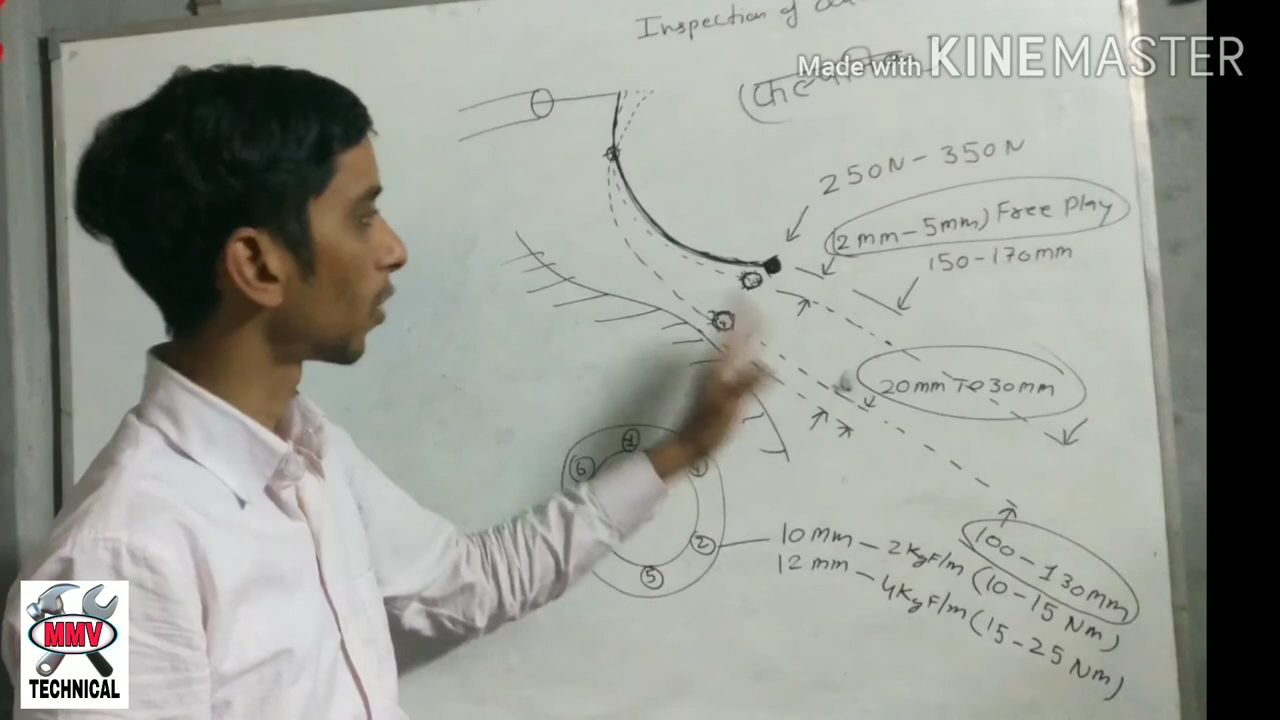 Inspection of
Made with KINEMASTER
250N - 350N
(2mm - 5mm) Free Play
150-170mm
20mm To 30mm
100-130mm
1
6
2
5
10mm - 2KgF/m (10-15 Nm)
12mm - 4KgF/m (15-25 Nm)
MMV
TECHNICAL